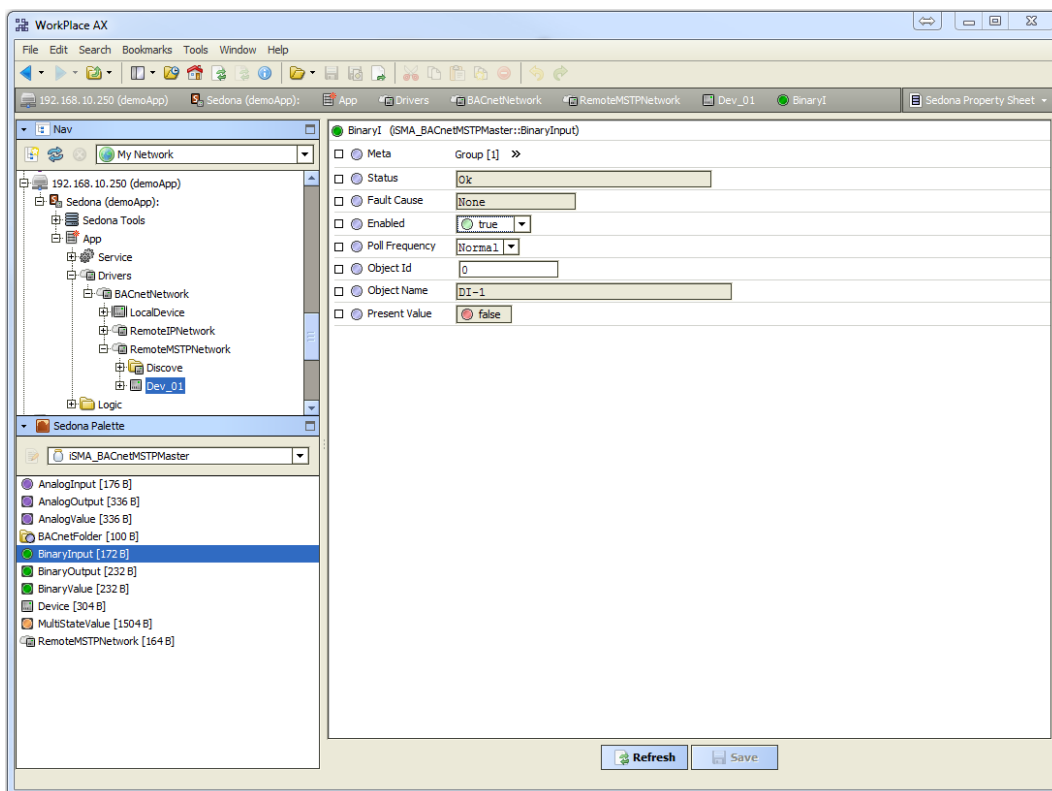 WorkPlace AX
File Edit Search Bookmarks Tools Window Help
192.168.10.250 (demoApp) Sedona (demoApp): App Drivers BACnetNetwork RemoteMSTPNetwork Dev_01 BinaryI Sedona Property Sheet
Nav
My Network
192.168.10.250 (demoApp)
Sedona (demoApp):
Sedona Tools
App
Service
Drivers
BACnetNetwork
LocalDevice
RemoteIPNetwork
RemoteMSTPNetwork
Discove
Dev_01
Logic
Sedona Palette
iSMA_BACnetMSTPMaster
AnalogInput [176 B]
AnalogOutput [336 B]
AnalogValue [336 B]
BACnetFolder [100 B]
BinaryInput [172 B]
BinaryOutput [232 B]
BinaryValue [232 B]
Device [304 B]
MultiStateValue [1504 B]
RemoteMSTPNetwork [164 B]
BinaryI (iSMA_BACnetMSTPMaster::BinaryInput)
Meta Group [1] »
Status Ok
Fault Cause None
Enabled true
Poll Frequency Normal
Object Id 0
Object Name DI-1
Present Value false
Refresh Save